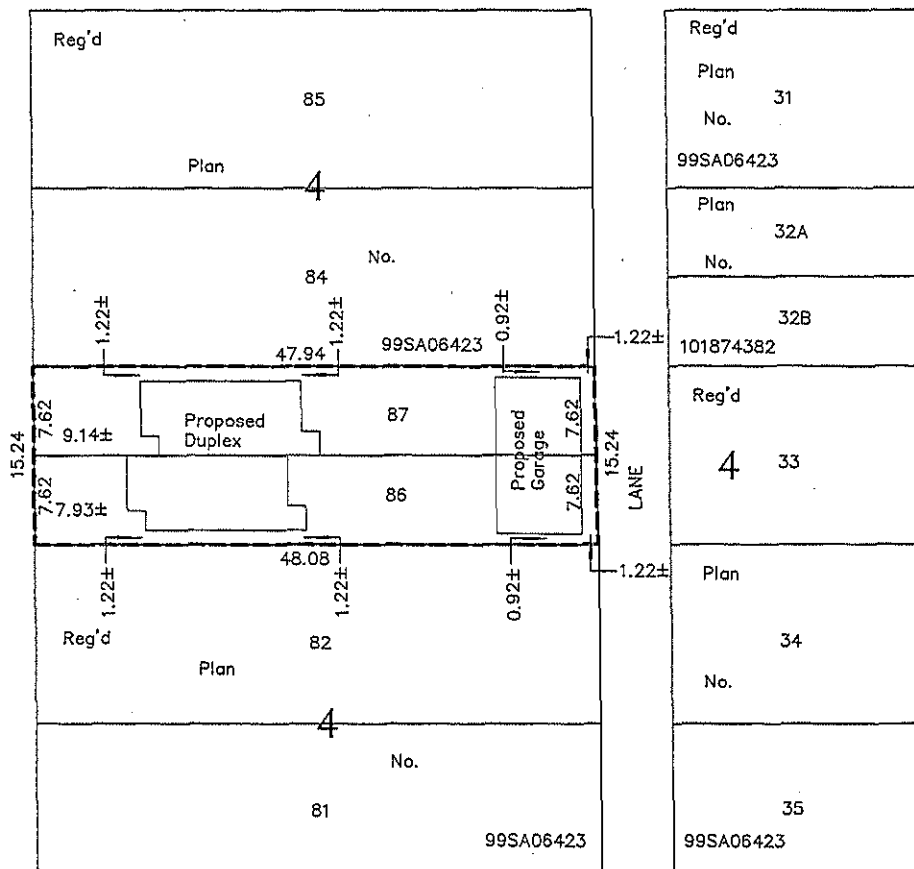 Reg'd
85
Plan
4
No.
84
1.22±
1.22±
0.92±
47.94
99SA06423
1.22±
7.62
9.14±
Proposed
Duplex
87
Proposed
Garage
7.62
15.24
15.24
7.62
7.93±
86
7.62
LANE
48.08
1.22±
1.22±
0.92±
1.22±
Reg'd
82
Plan
4
No.
81
99SA06423
Reg'd
Plan
31
No.
99SA06423
Plan
32A
No.
32B
101874382
Reg'd
4
33
Plan
34
No.
35
99SA06423